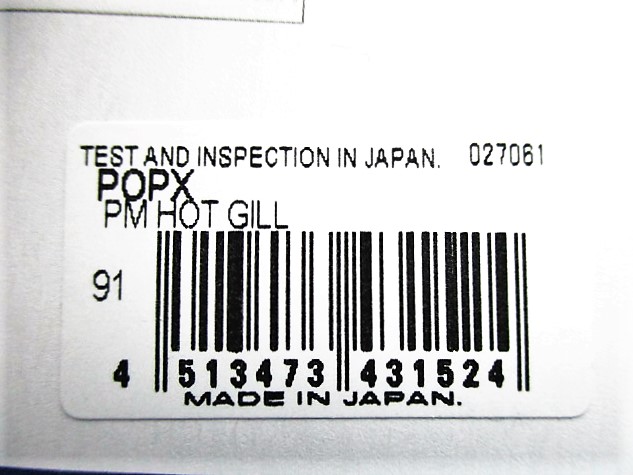 TEST AND INSPECTION IN JAPAN. 027061
POPX
PM HOT GILL
91
4 513473 431524
MADE IN JAPAN.